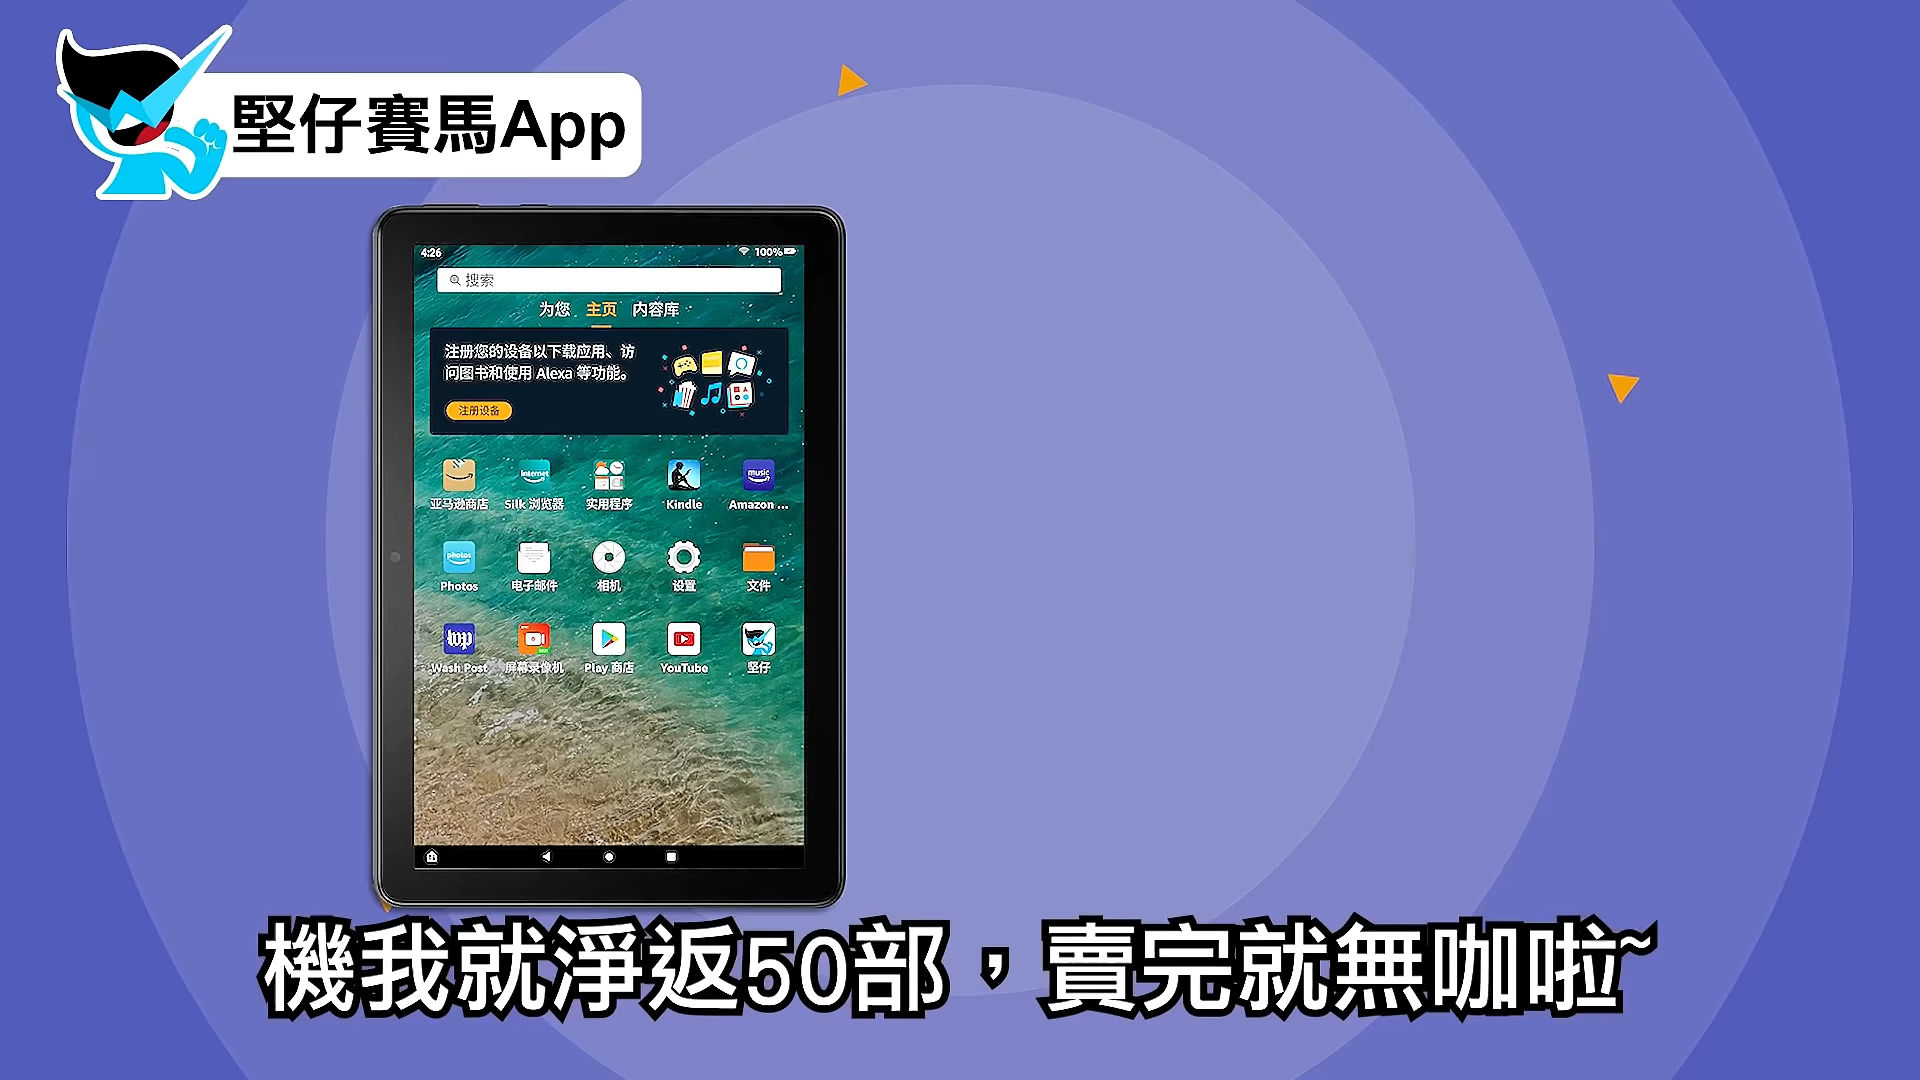 堅仔賽馬App
4:26
100%
搜索
为您 主页 内容库
注册您的设备以下载应用、访
问图书和使用 Alexa 等功能。
注册设备
internet
music
亚马逊商店 Silk 浏览器 实用程序 Kindle Amazon ...
photos
Photos 电子邮件 相机 设置 文件
wp
Wash Post 屏幕录像机 Play 商店 YouTube 坚仔
機我就淨返50部，賣完就無咖啦~